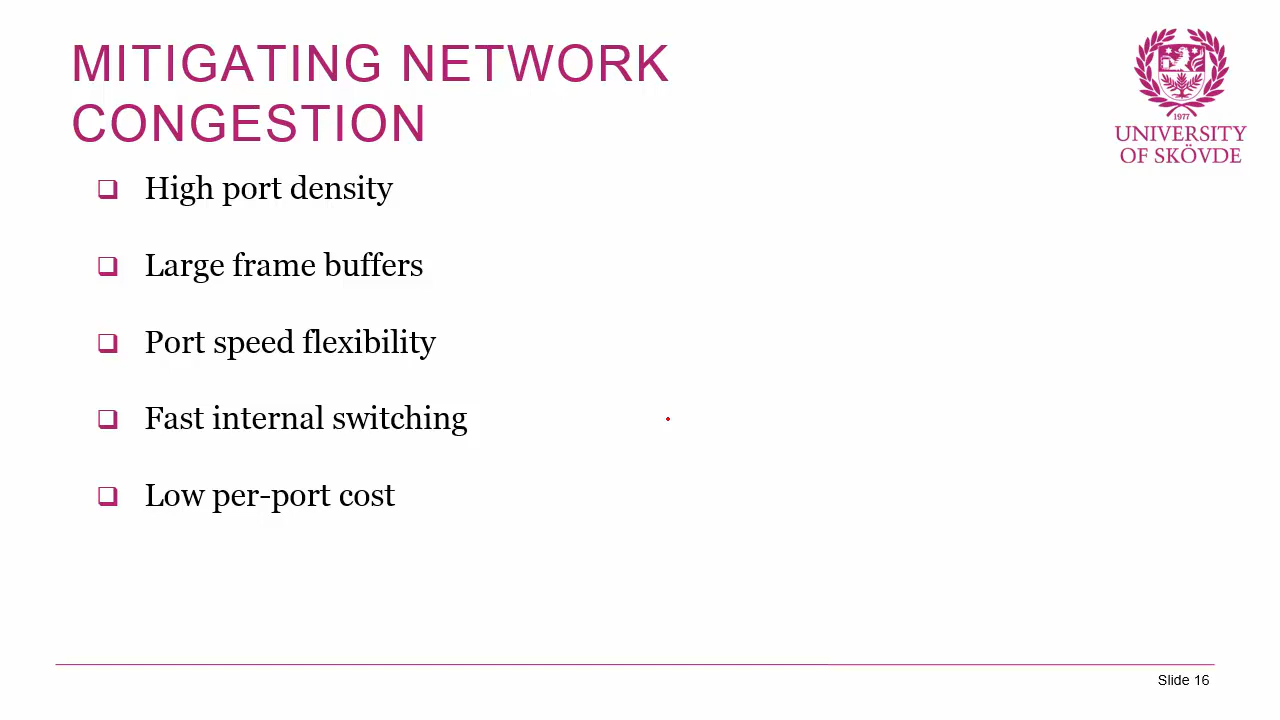 MITIGATING NETWORK
CONGESTION
1977
UNIVERSITY
OF SKÖVDE
High port density
Large frame buffers
Port speed flexibility
Fast internal switching
Low per-port cost
Slide 16